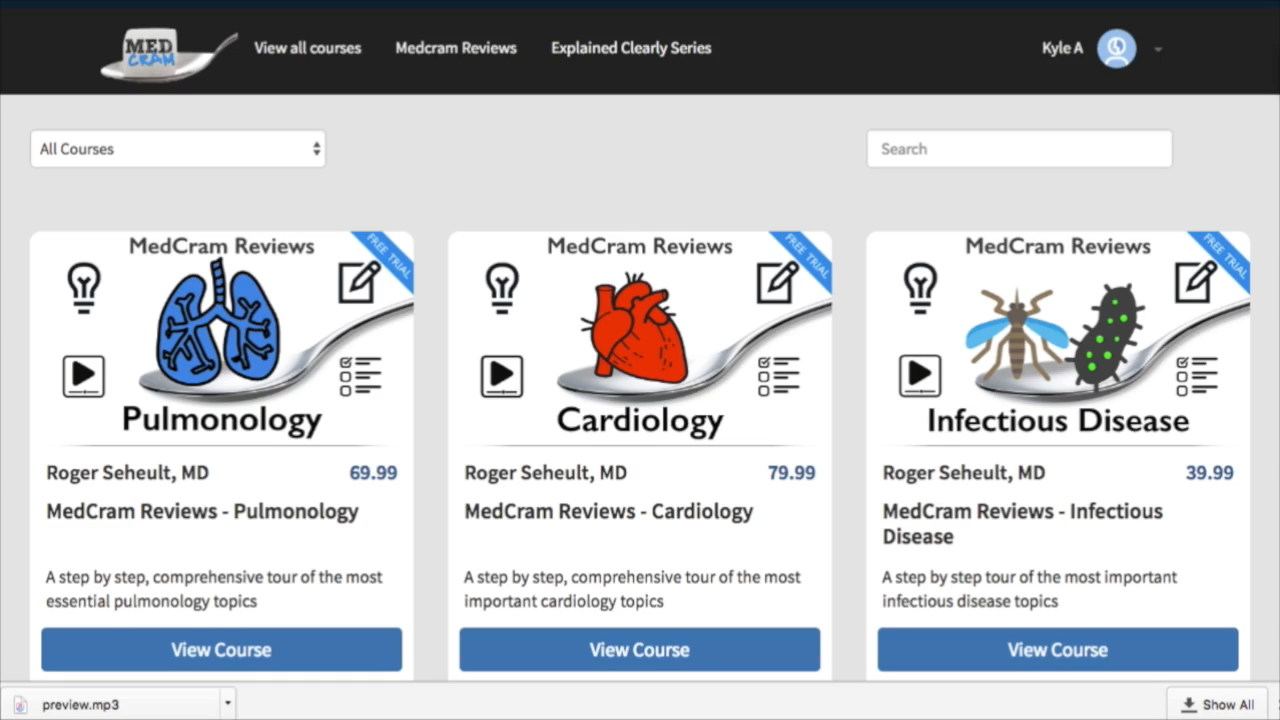 MED
CRAM
View all courses
Medcram Reviews
Explained Clearly Series
Kyle A
All Courses
Search
MedCram Reviews
FREE TRIAL
Pulmonology
Roger Seheult, MD
69.99
MedCram Reviews - Pulmonology
A step by step, comprehensive tour of the most
essential pulmonology topics
View Course
MedCram Reviews
FREE TRIAL
Cardiology
Roger Seheult, MD
79.99
MedCram Reviews - Cardiology
A step by step, comprehensive tour of the most
important cardiology topics
View Course
MedCram Reviews
FREE TRIAL
Infectious Disease
Roger Seheult, MD
39.99
MedCram Reviews - Infectious
Disease
A step by step tour of the most important
infectious disease topics
View Course
preview.mp3
Show All